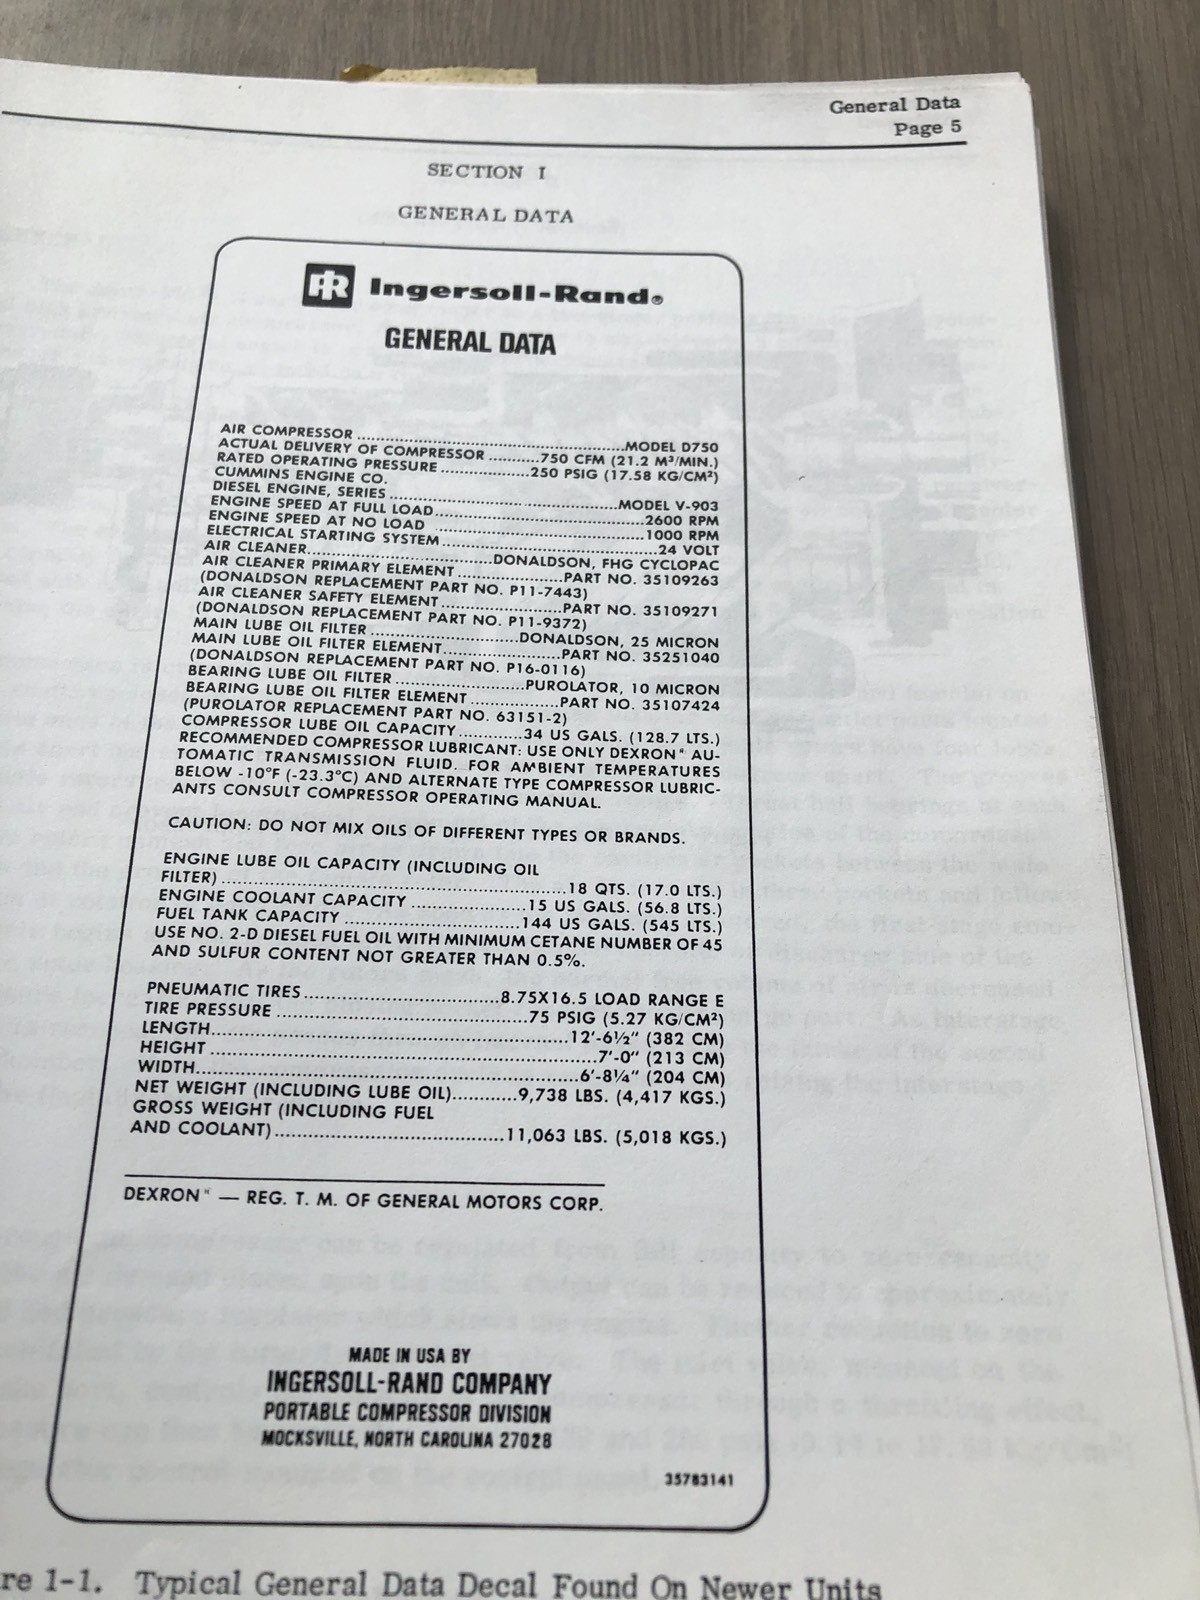 General Data
Page 5
SECTION I
GENERAL DATA
IR Ingersoll-Rand®
GENERAL DATA
AIR COMPRESSOR ........................................MODEL D750
ACTUAL DELIVERY OF COMPRESSOR ..........750 CFM (21.2 M³/MIN.)
RATED OPERATING PRESSURE ................250 PSIG (17.58 KG/CM²)
CUMMINS ENGINE CO.
DIESEL ENGINE, SERIES ........................................MODEL V-903
ENGINE SPEED AT FULL LOAD........................................2600 RPM
ENGINE SPEED AT NO LOAD ........................................1000 RPM
ELECTRICAL STARTING SYSTEM........................................24 VOLT
AIR CLEANER..............................DONALDSON, FHG CYCLOPAC
AIR CLEANER PRIMARY ELEMENT ....................PART NO. 35109263
(DONALDSON REPLACEMENT PART NO. P11-7443)
AIR CLEANER SAFETY ELEMENT .......................PART NO. 35109271
(DONALDSON REPLACEMENT PART NO. P11-9372)
MAIN LUBE OIL FILTER ..........................DONALDSON, 25 MICRON
MAIN LUBE OIL FILTER ELEMENT......................PART NO. 35251040
(DONALDSON REPLACEMENT PART NO. P16-0116)
BEARING LUBE OIL FILTER ......................PUROLATOR, 10 MICRON
BEARING LUBE OIL FILTER ELEMENT .................PART NO. 35107424
(PUROLATOR REPLACEMENT PART NO. 63151-2)
COMPRESSOR LUBE OIL CAPACITY............34 US GALS. (128.7 LTS.)
RECOMMENDED COMPRESSOR LUBRICANT: USE ONLY DEXRON* AU-
TOMATIC TRANSMISSION FLUID. FOR AMBIENT TEMPERATURES
BELOW -10°F (-23.3°C) AND ALTERNATE TYPE COMPRESSOR LUBRIC-
ANTS CONSULT COMPRESSOR OPERATING MANUAL.
CAUTION: DO NOT MIX OILS OF DIFFERENT TYPES OR BRANDS.
ENGINE LUBE OIL CAPACITY (INCLUDING OIL
FILTER)........................................18 QTS. (17.0 LTS.)
ENGINE COOLANT CAPACITY ....................15 US GALS. (56.8 LTS.)
FUEL TANK CAPACITY ..............................144 US GALS. (545 LTS.)
USE NO. 2-D DIESEL FUEL OIL WITH MINIMUM CETANE NUMBER OF 45
AND SULFUR CONTENT NOT GREATER THAN 0.5%.
PNEUMATIC TIRES..............................8.75X16.5 LOAD RANGE E
TIRE PRESSURE ........................................75 PSIG (5.27 KG/CM²)
LENGTH........................................12'-6½" (382 CM)
HEIGHT ........................................7'-0" (213 CM)
WIDTH........................................6'-8¼" (204 CM)
NET WEIGHT (INCLUDING LUBE OIL)............9,738 LBS. (4,417 KGS.)
GROSS WEIGHT (INCLUDING FUEL
AND COOLANT)...................................11,063 LBS. (5,018 KGS.)
DEXRON* — REG. T. M. OF GENERAL MOTORS CORP.
MADE IN USA BY
INGERSOLL-RAND COMPANY
PORTABLE COMPRESSOR DIVISION
MOCKSVILLE, NORTH CAROLINA 27028
35783141
re 1-1. Typical General Data Decal Found On Newer Units